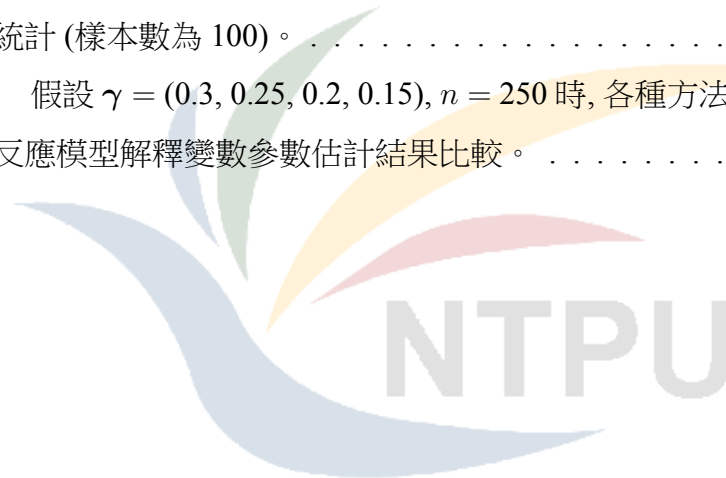 統計 (樣本數為 100)。. . . . . . . . . . . . . . . . . .
假設 γ = (0.3, 0.25, 0.2, 0.15), n = 250 時, 各種方法
反應模型解釋變數參數估計結果比較。 . . . . . . . .
NTPU